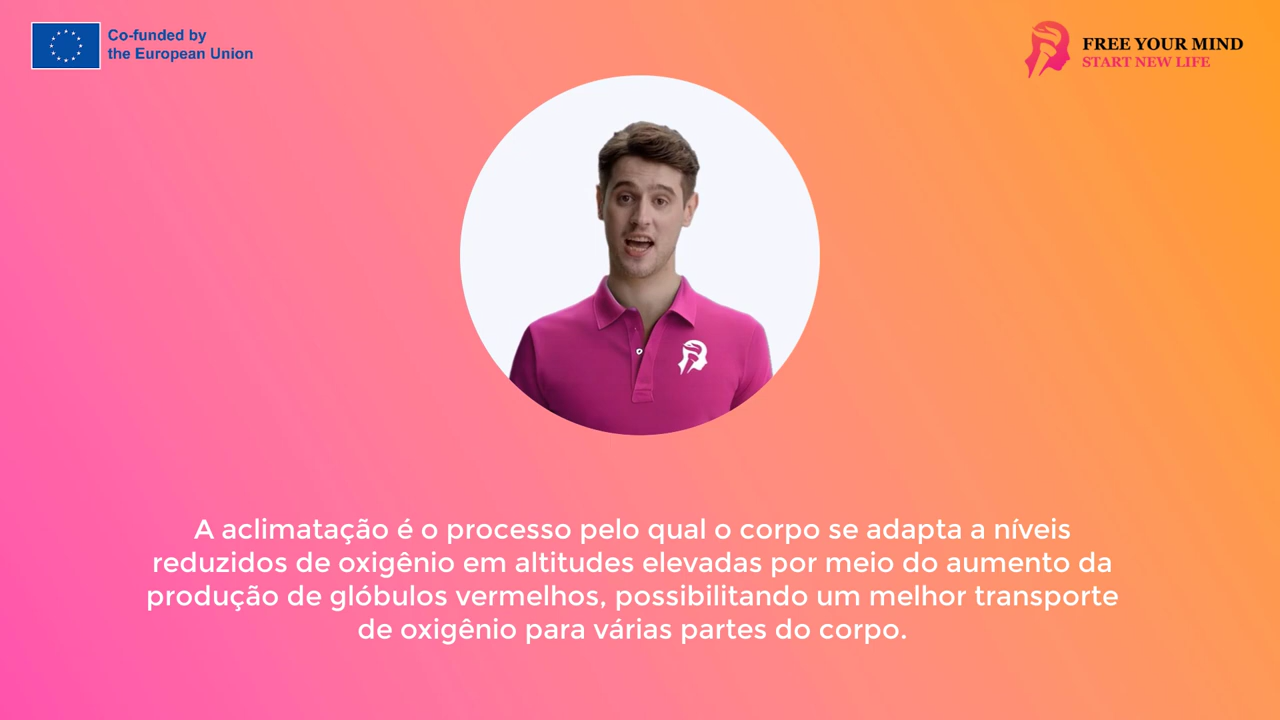 Co-funded by
the European Union
FREE YOUR MIND
START NEW LIFE
A aclimatação é o processo pelo qual o corpo se adapta a níveis
reduzidos de oxigênio em altitudes elevadas por meio do aumento da
produção de glóbulos vermelhos, possibilitando um melhor transporte
de oxigênio para várias partes do corpo.